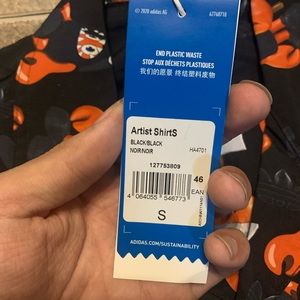 © 2020 adidas AG
62748718
END PLASTIC WASTE
STOP AUX DÉCHETS PLASTIQUES
我们的愿景 终结塑料废物
Artist ShirtS
BLACK/BLACK
NOIR/NOIR
HA4701
127753809
46
EAN
4 064055 546773
S
ADIDAS.COM/SUSTAINABILITY